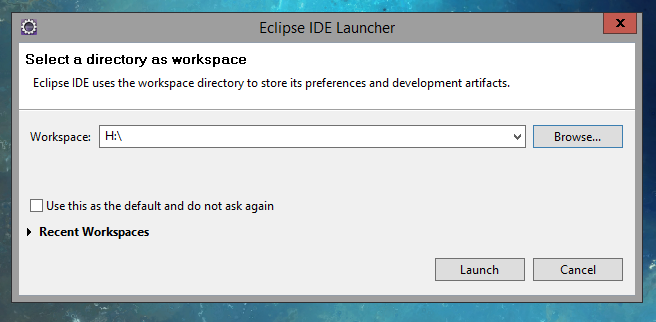 Eclipse IDE Launcher
x
Select a directory as workspace
Eclipse IDE uses the workspace directory to store its preferences and development artifacts.
Workspace: H:\ Browse...
Use this as the default and do not ask again
Recent Workspaces
Launch Cancel